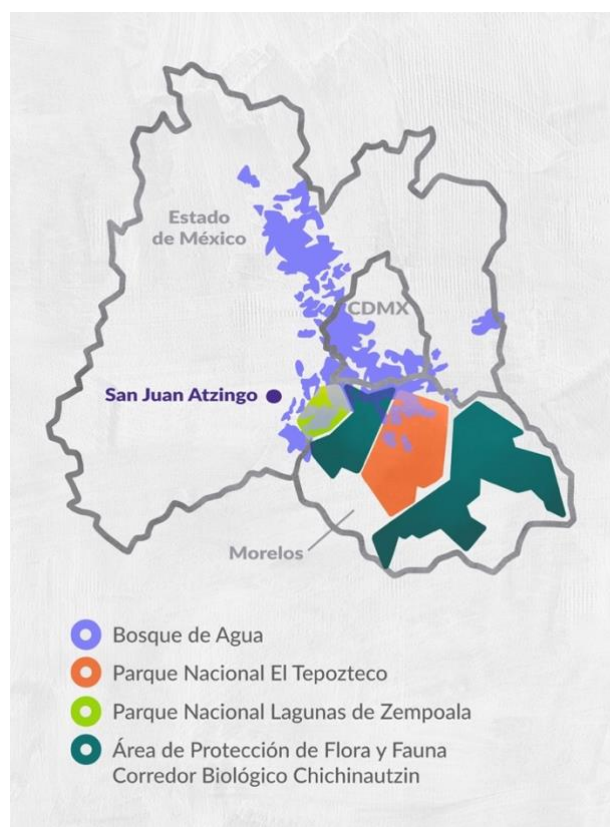 Estado
de México
CDMX
San Juan Atzingo
Morelos
Bosque de Agua
Parque Nacional El Tepozteco
Parque Nacional Lagunas de Zempoala
Área de Protección de Flora y Fauna
Corredor Biológico Chichinautzin